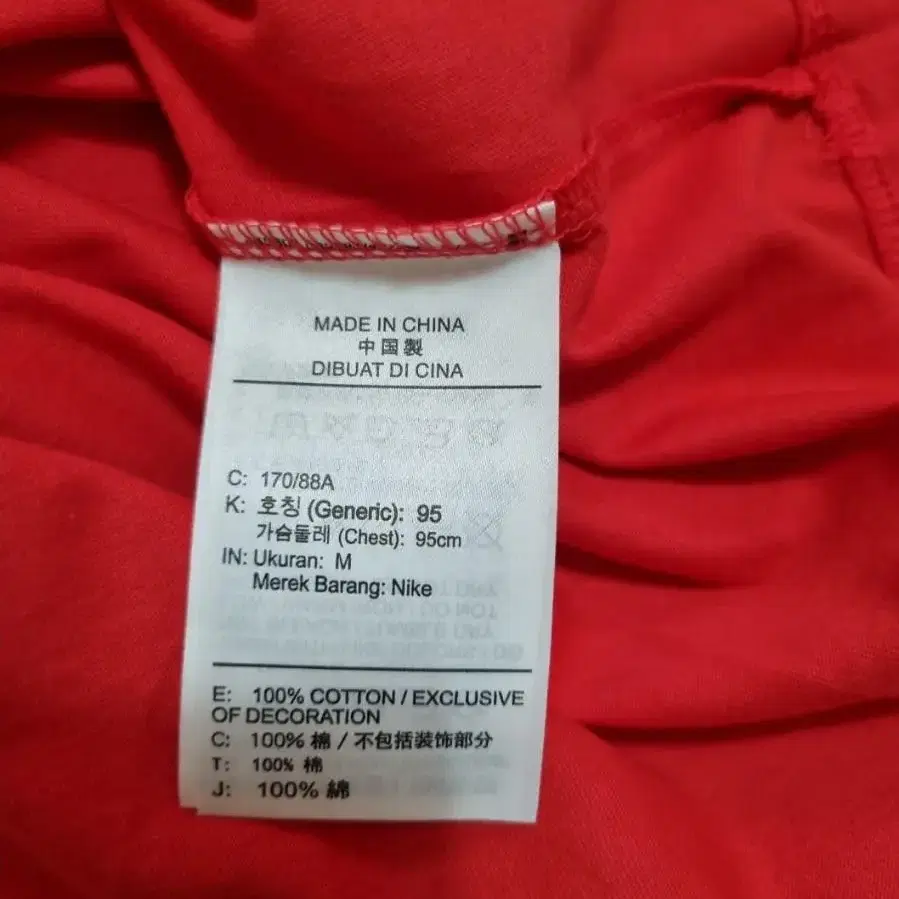 MADE IN CHINA
中国製
DIBUAT DI CINA
C: 170/88A
K: 호칭 (Generic): 95
가슴둘레 (Chest): 95cm
IN: Ukuran: M
Merek Barang: Nike
E: 100% COTTON / EXCLUSIVE
OF DECORATION
C: 100% 棉 / 不包括装饰部分
T: 100% 棉
J: 100% 綿